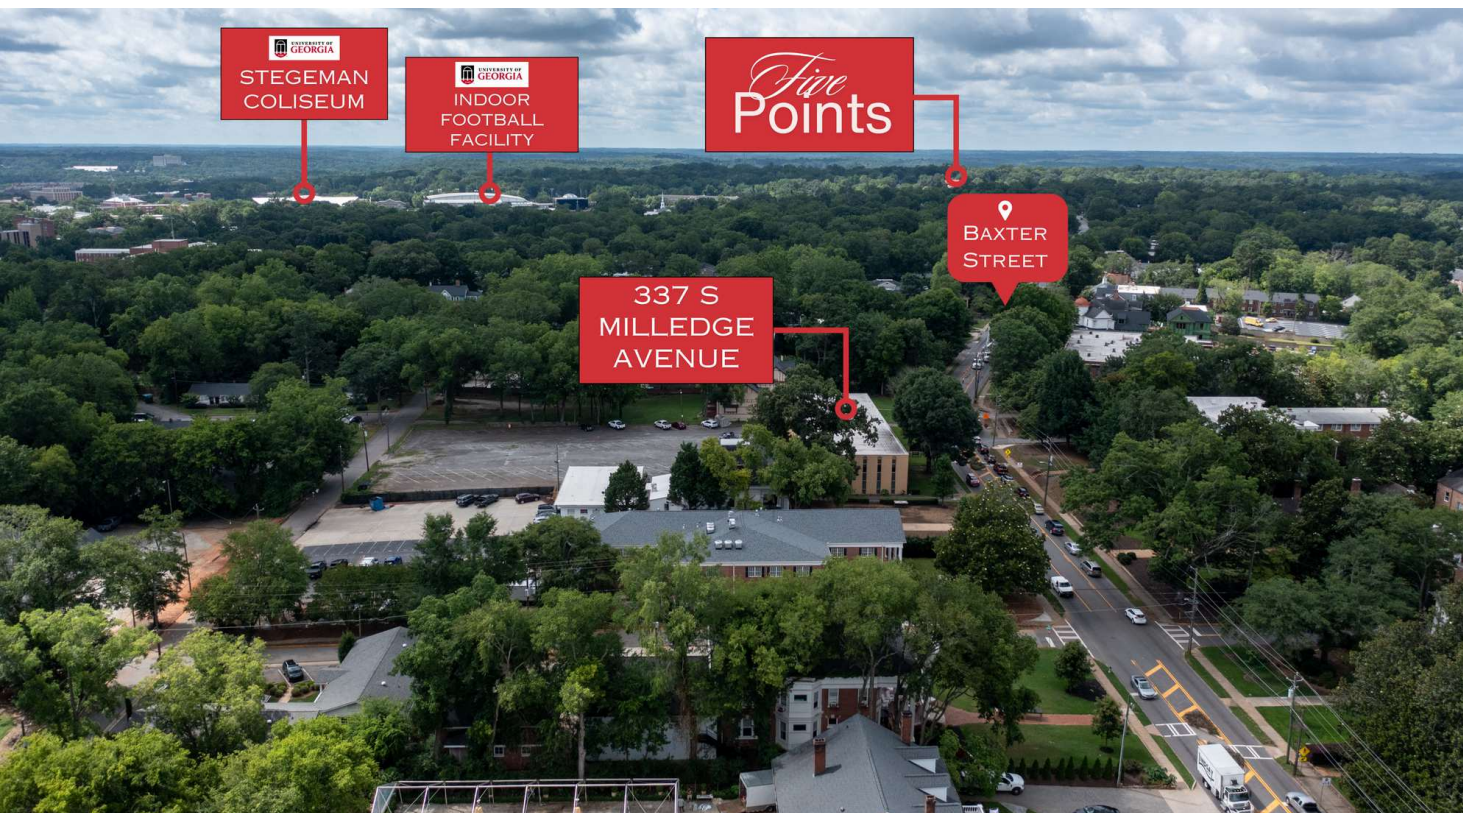 UNIVERSITY OF
GEORGIA
STEGEMAN
COLISEUM
UNIVERSITY OF
GEORGIA
INDOOR
FOOTBALL
FACILITY
Five
Points
BAXTER
STREET
337 S
MILLEDGE
AVENUE